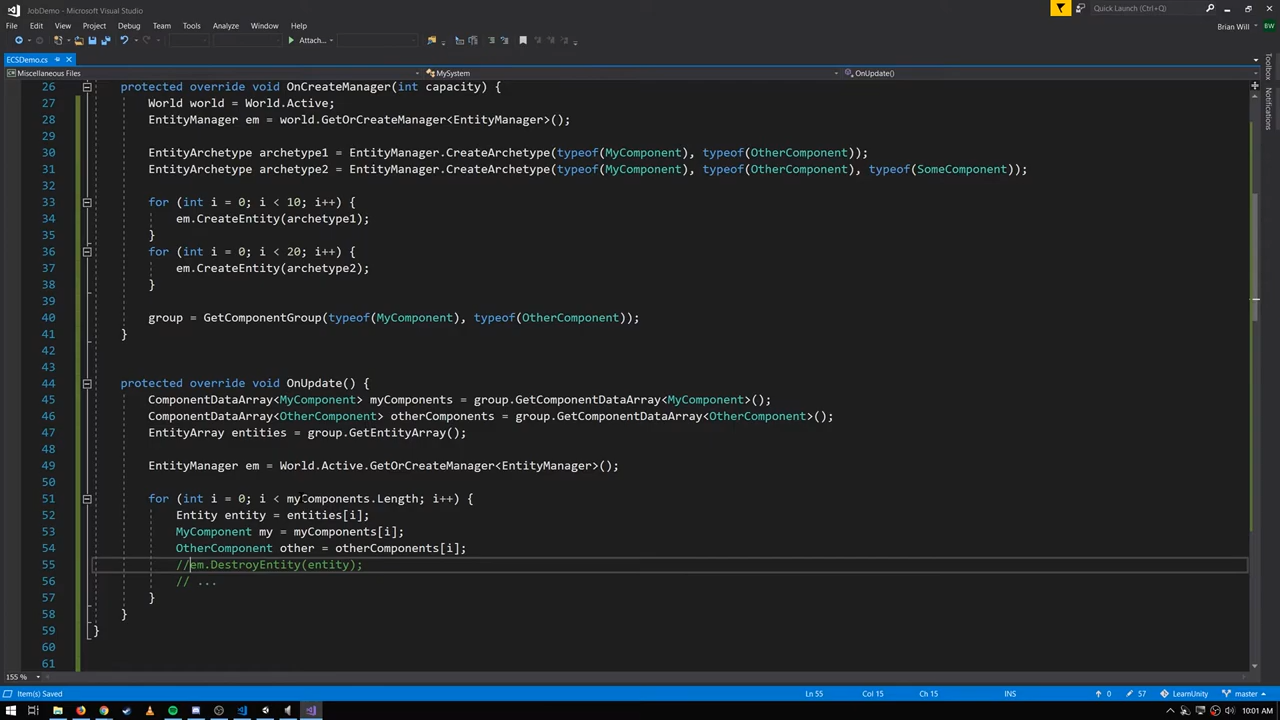 JobDemo - Microsoft Visual Studio
Quick Launch (Ctrl+Q)
File Edit View Project Debug Team Tools Architecture Test Analyze Window Help
Brian Will BW
Attach...
ECSDemo.cs
Miscellaneous Files MySystem OnUpdate()
Toolbox
Notifications
26 protected override void OnCreateManager(int capacity) {
27 World world = World.Active;
28 EntityManager em = world.GetOrCreateManager<EntityManager>();
29
30 EntityArchetype archetype1 = EntityManager.CreateArchetype(typeof(MyComponent), typeof(OtherComponent));
31 EntityArchetype archetype2 = EntityManager.CreateArchetype(typeof(MyComponent), typeof(OtherComponent), typeof(SomeComponent));
32
33 for (int i = 0; i < 10; i++) {
34 em.CreateEntity(archetype1);
35 }
36 for (int i = 0; i < 20; i++) {
37 em.CreateEntity(archetype2);
38 }
39
40 group = GetComponentGroup(typeof(MyComponent), typeof(OtherComponent));
41 }
42
43
44 protected override void OnUpdate() {
45 ComponentDataArray<MyComponent> myComponents = group.GetComponentDataArray<MyComponent>();
46 ComponentDataArray<OtherComponent> otherComponents = group.GetComponentDataArray<OtherComponent>();
47 EntityArray entities = group.GetEntityArray();
48
49 EntityManager em = World.Active.GetOrCreateManager<EntityManager>();
50
51 for (int i = 0; i < myComponents.Length; i++) {
52 Entity entity = entities[i];
53 MyComponent my = myComponents[i];
54 OtherComponent other = otherComponents[i];
55 //em.DestroyEntity(entity);
56 // ...
57 }
58 }
59 }
60
61
155 %
Item(s) Saved Ln 55 Col 15 Ch 15 INS 0 57 LearnUnity master
10:01 AM